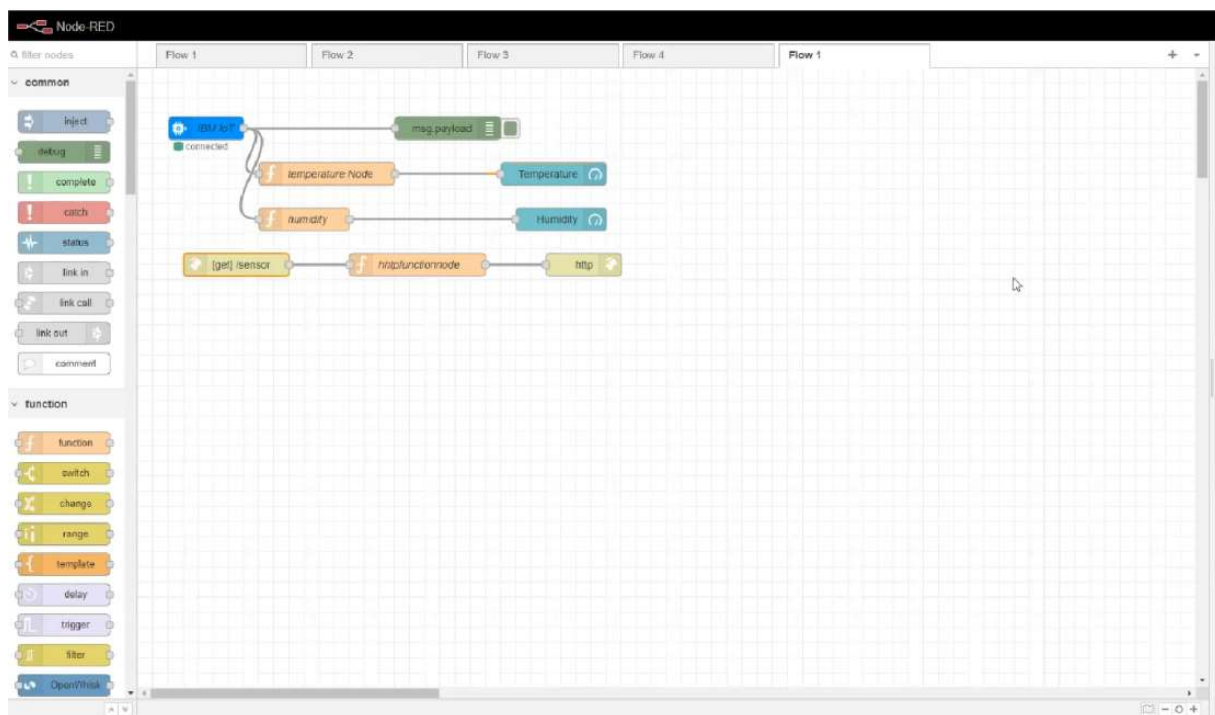 Node-RED
filter nodes
Flow 1
Flow 2
Flow 3
Flow 4
Flow 1
common
inject
debug
complete
catch
status
link in
link call
link out
comment
function
function
switch
change
range
template
delay
trigger
filter
OpenWhisk
IBM IoT
connected
msg.payload
temperature Node
Temperature
humidity
Humidity
[get] /sensor
http